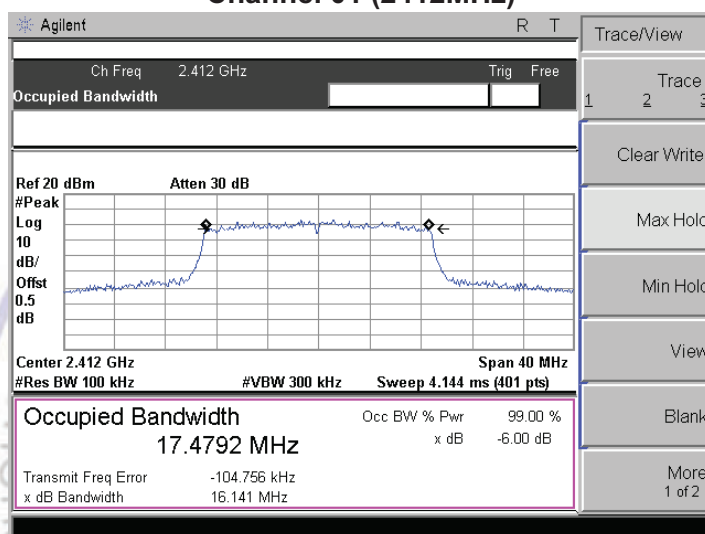 Agilent R T
Ch Freq 2.412 GHz Trig Free
Occupied Bandwidth
Ref 20 dBm Atten 30 dB
#Peak
Log
10
dB/
Offst
0.5
dB
Center 2.412 GHz Span 40 MHz
#Res BW 100 kHz #VBW 300 kHz Sweep 4.144 ms (401 pts)
Occupied Bandwidth Occ BW % Pwr 99.00 %
17.4792 MHz x dB -6.00 dB
Transmit Freq Error -104.756 kHz
x dB Bandwidth 16.141 MHz
Trace/View
Trace
1 2 3
Clear Write
Max Hold
Min Hold
View
Blank
More
1 of 2